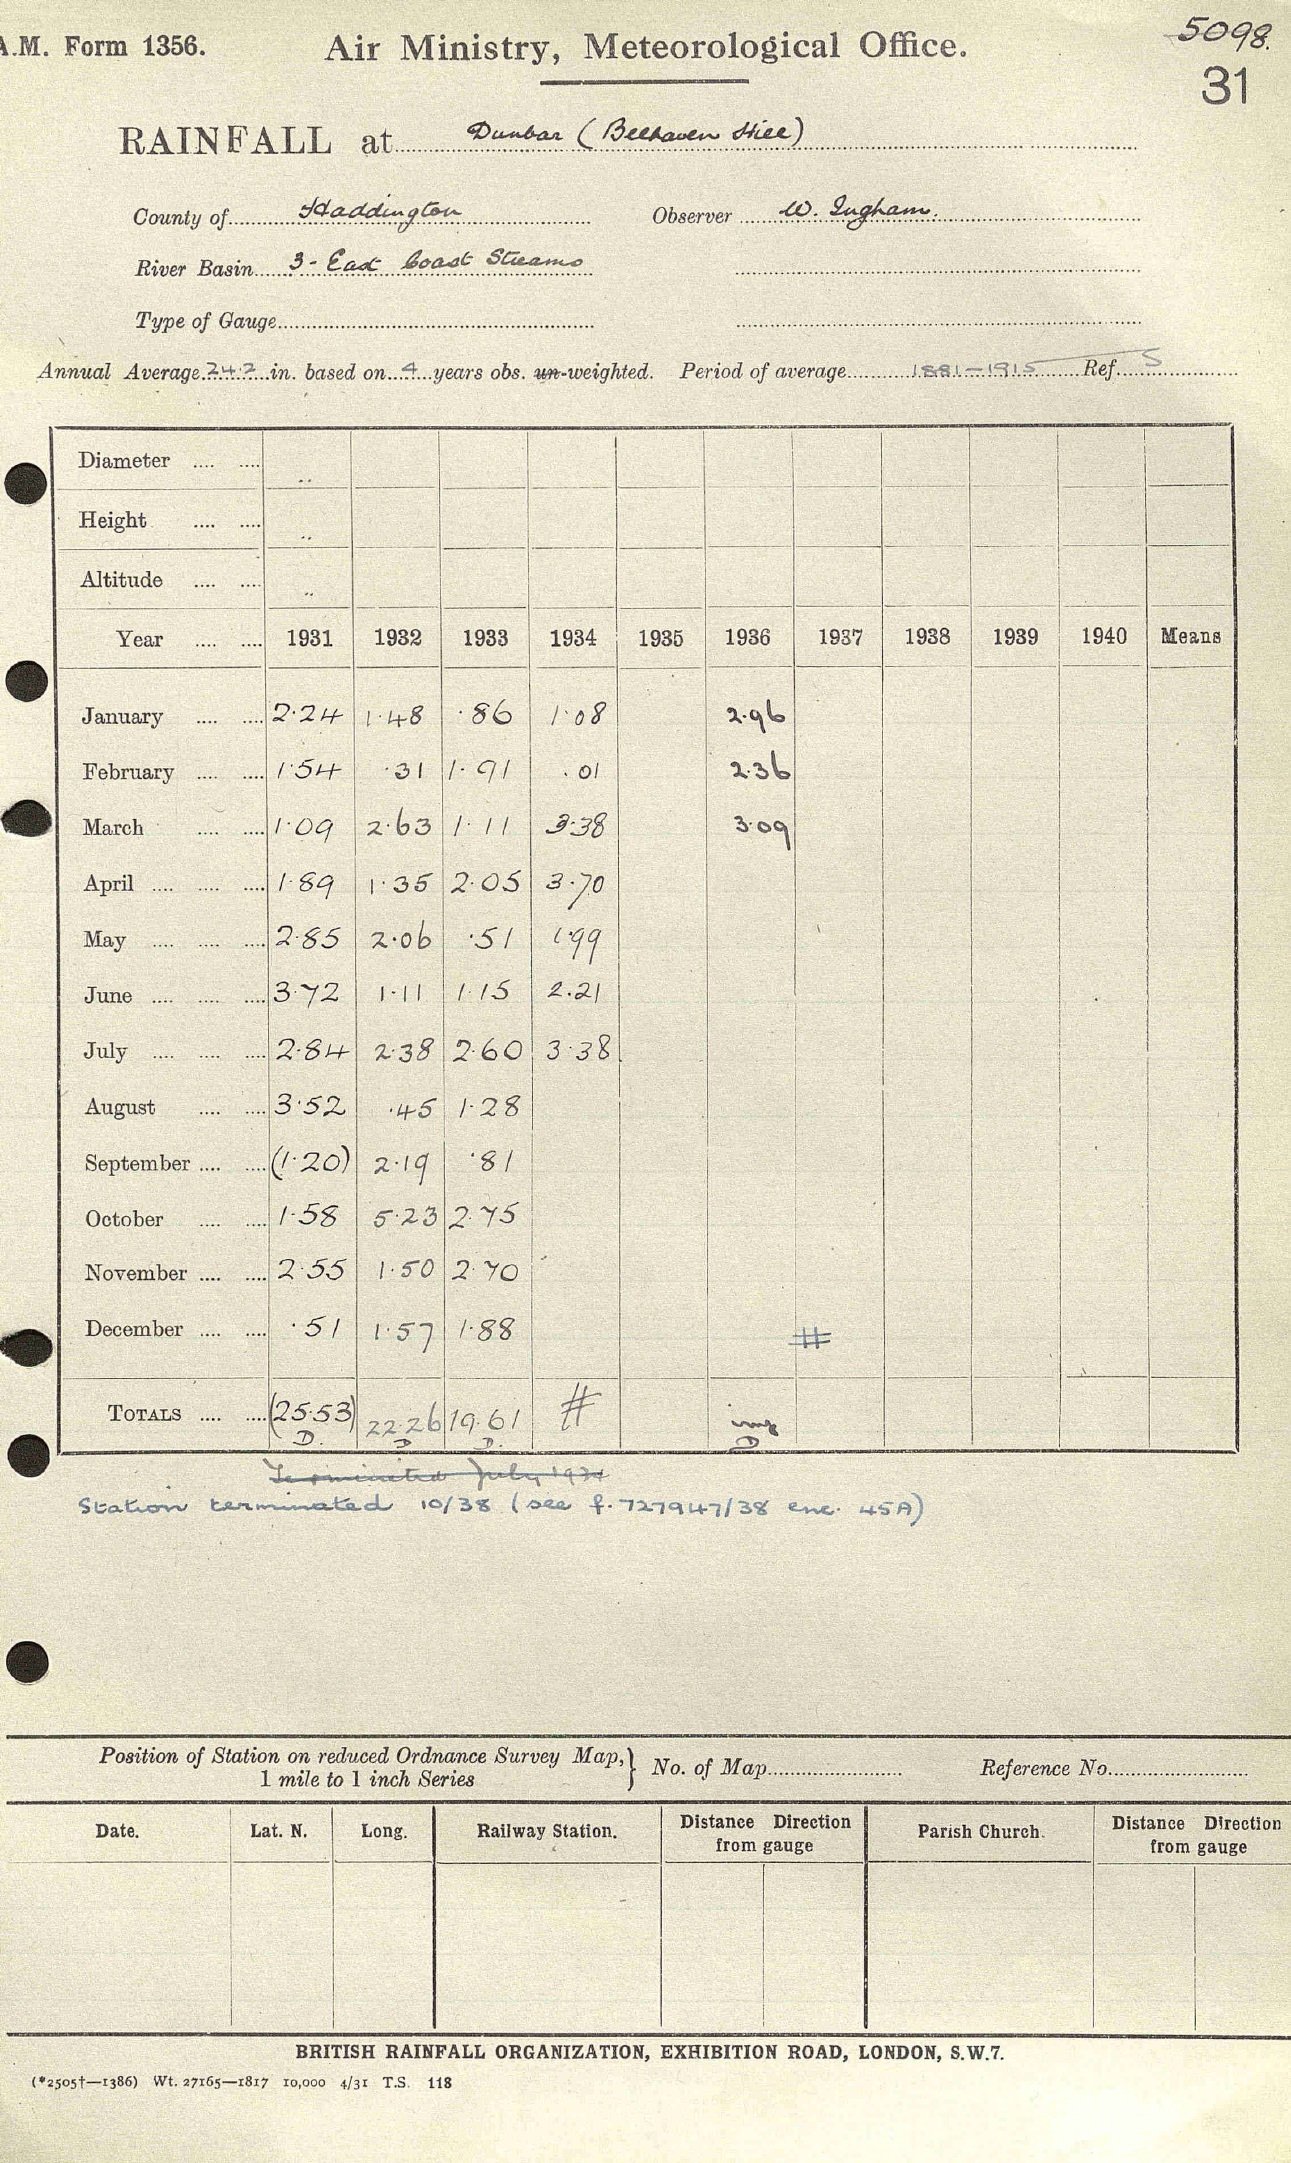 A.M. Form 1356.
Air Ministry, Meteorological Office.
5098.
31
RAINFALL at Dunbar (Belhaven Hill)
County of Haddington Observer W. Ingham.
River Basin 3 - East Coast Streams
Type of Gauge
Annual Average 24.2 in. based on 4 years obs. un-weighted. Period of average 1881-1915 Ref. 5
Diameter .... ....
Height .... ....
Altitude .... ....
Year .... .... 1931 1932 1933 1934 1935 1936 1937 1938 1939 1940 Means
January .... .... 2.24 1.48 .86 1.08 2.96
February .... .... 1.54 .31 1.91 .01 2.36
March .... .... 1.09 2.63 1.11 3.38 3.09
April .... .... .... 1.89 1.35 2.05 3.70
May .... .... .... 2.85 2.06 .51 1.99
June .... .... .... 3.72 1.11 1.15 2.21
July .... .... .... 2.84 2.38 2.60 3.38
August .... .... 3.52 .45 1.28
September .... .... (1.20) 2.19 .81
October .... .... 1.58 5.23 2.75
November .... .... 2.55 1.50 2.70
December .... .... .51 1.57 1.88 #
TOTALS .... .... (25.53) 22.26 19.61 #
D. D D. D
Terminated July 1934
Station terminated 10/38 (see f. 727947/38 enc. 45A)
Position of Station on reduced Ordnance Survey Map, } No. of Map Reference No.
1 mile to 1 inch Series
Date. Lat. N. Long. Railway Station. Distance Direction from gauge Parish Church. Distance Direction from gauge
BRITISH RAINFALL ORGANIZATION, EXHIBITION ROAD, LONDON, S.W.7.
(*2505†—1386) Wt. 27165—1817 10,000 4/31 T.S. 118